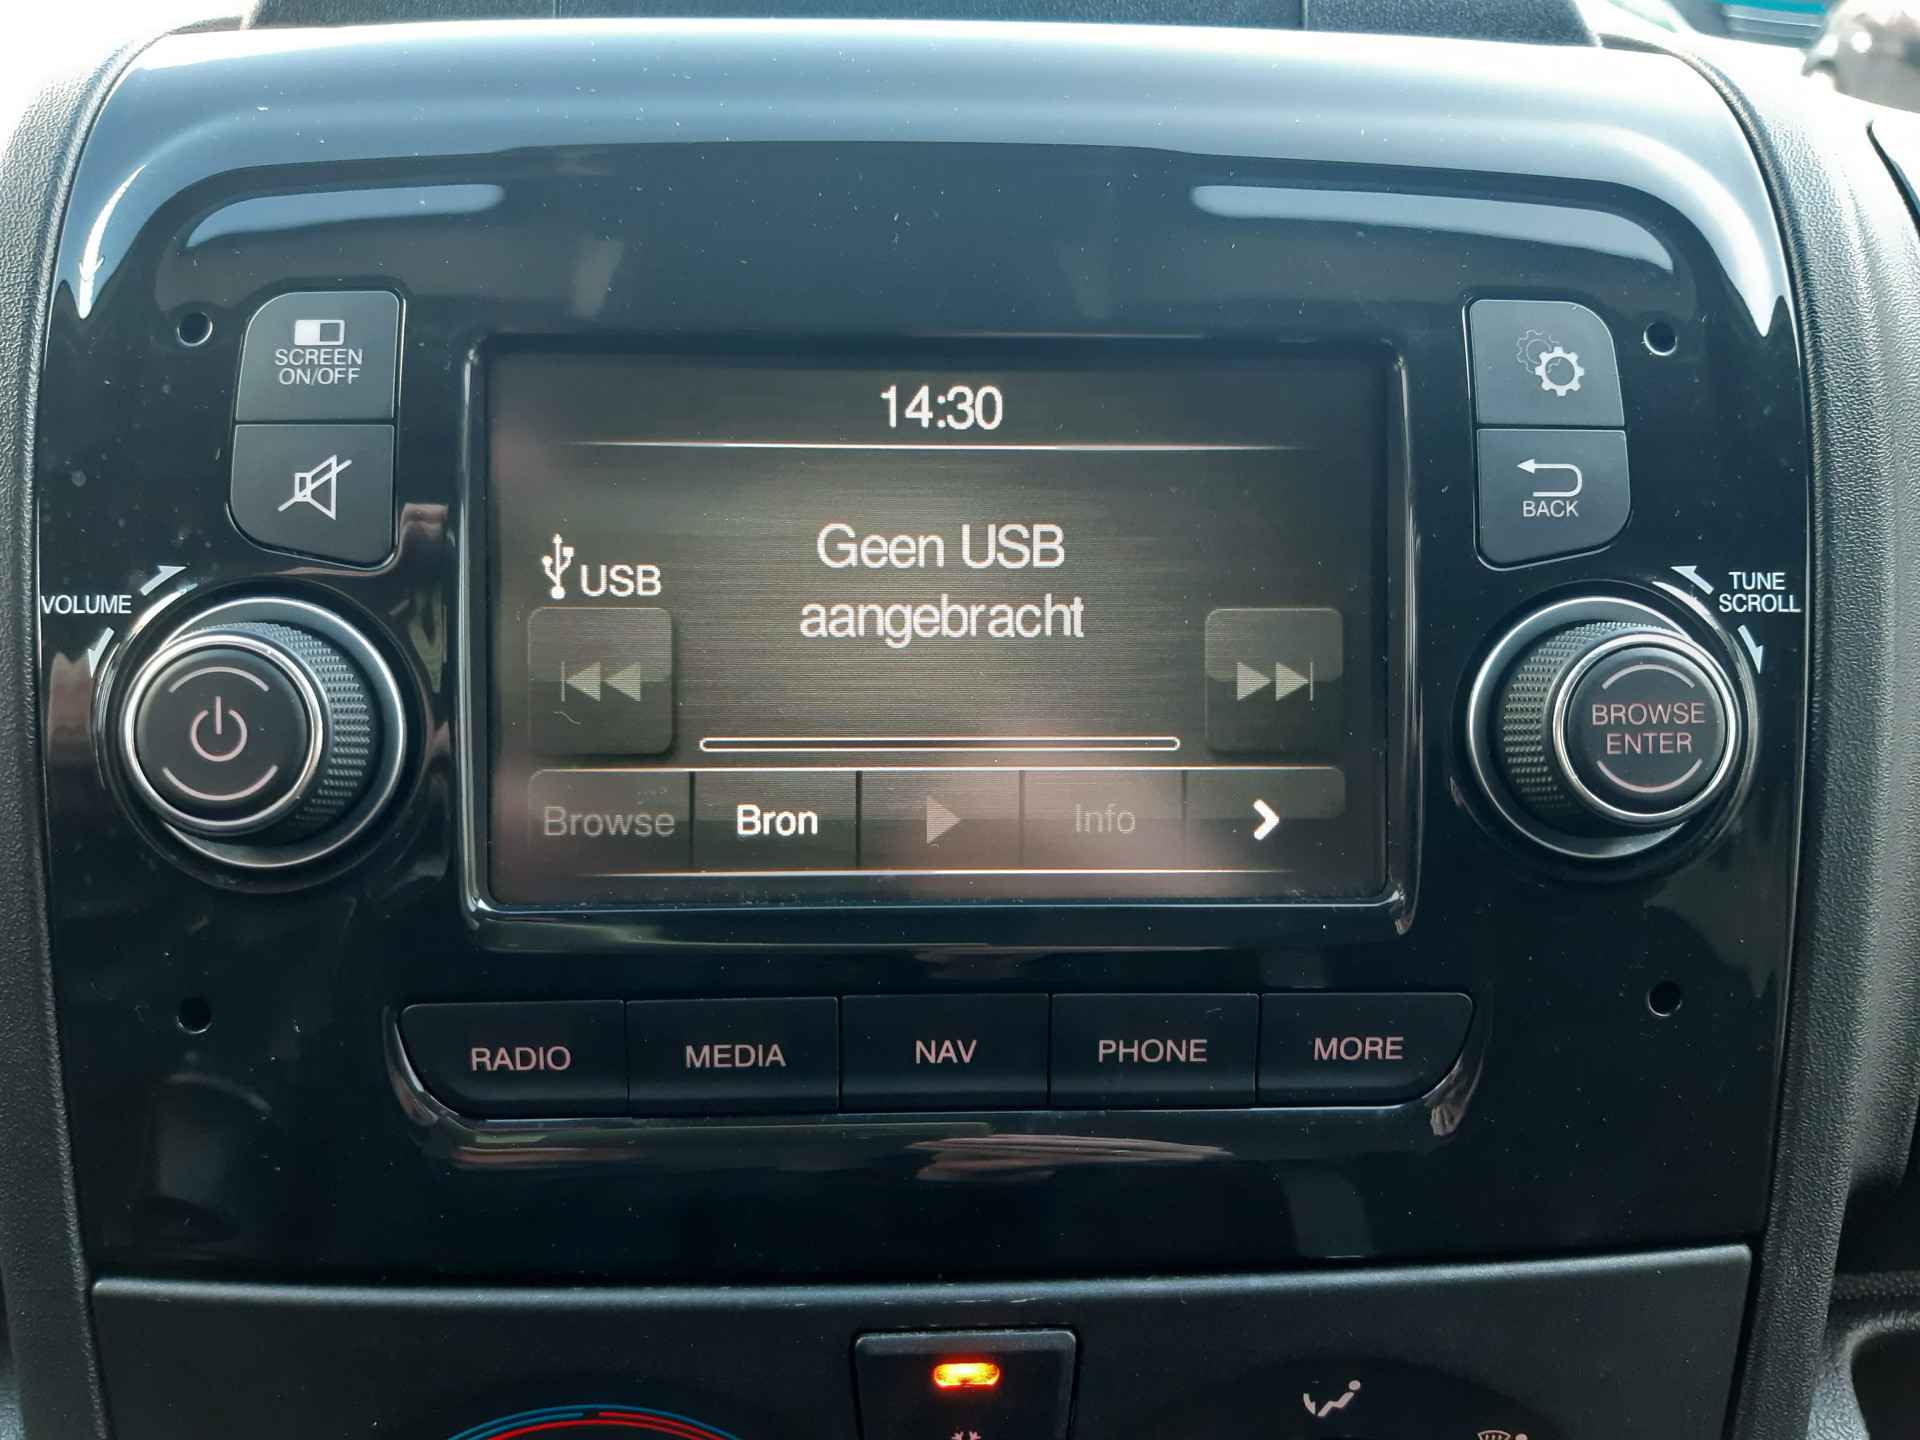 SCREEN
ON/OFF
14:30
Geen USB
aangebracht
USB
BACK
VOLUME
TUNE
SCROLL
BROWSE
ENTER
Browse
Bron
Info
RADIO
MEDIA
NAV
PHONE
MORE